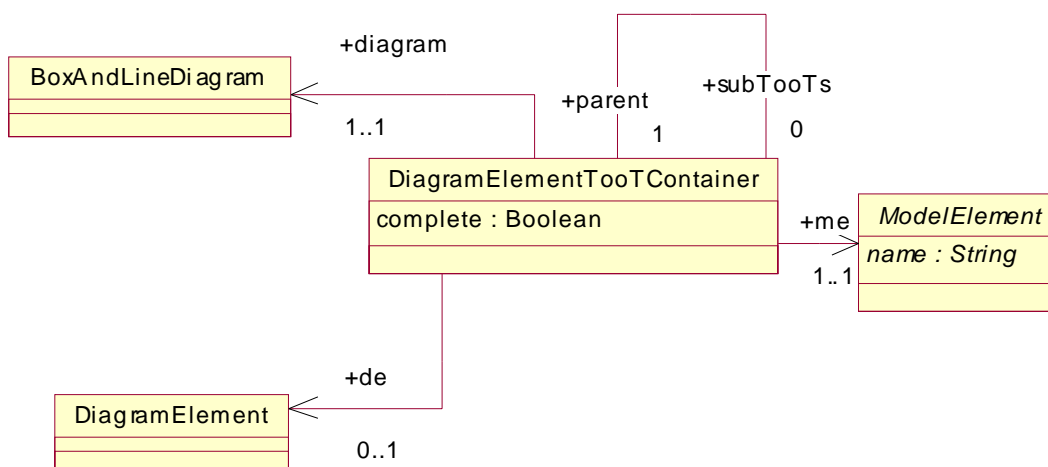 +diagram
BoxAndLineDiagram
+subTooTs
+parent
1..1
1
0
DiagramElementTooTContainer
complete : Boolean
+me
ModelElement
name : String
1..1
+de
DiagramElement
0..1